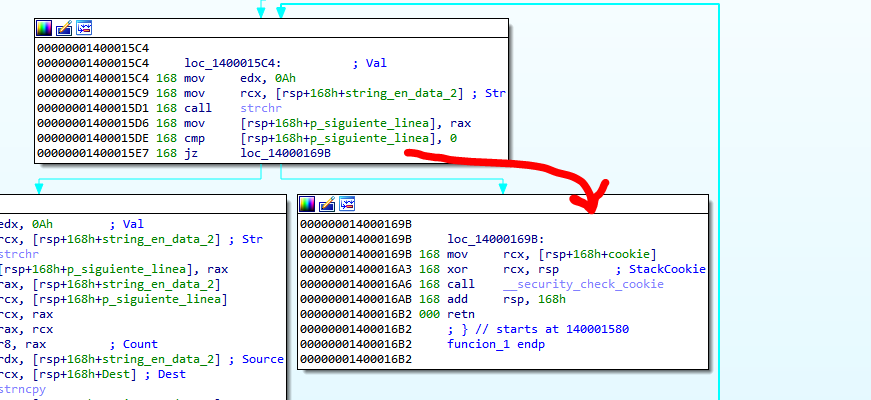 00000001400015C4
00000001400015C4 loc_1400015C4: ; Val
00000001400015C4 168 mov edx, 0Ah
00000001400015C9 168 mov rcx, [rsp+168h+string_en_data_2] ; Str
00000001400015D1 168 call strchr
00000001400015D6 168 mov [rsp+168h+p_siguiente_linea], rax
00000001400015DE 168 cmp [rsp+168h+p_siguiente_linea], 0
00000001400015E7 168 jz loc_14000169B
edx, 0Ah ; Val
rcx, [rsp+168h+string_en_data_2] ; Str
strchr
[rsp+168h+p_siguiente_linea], rax
rax, [rsp+168h+string_en_data_2]
rcx, [rsp+168h+p_siguiente_linea]
rcx, rax
rax, rcx
r8, rax ; Count
rdx, [rsp+168h+string_en_data_2] ; Source
rcx, [rsp+168h+Dest] ; Dest
strncpy
000000014000169B
000000014000169B loc_14000169B:
000000014000169B 168 mov rcx, [rsp+168h+cookie]
00000001400016A3 168 xor rcx, rsp ; StackCookie
00000001400016A6 168 call __security_check_cookie
00000001400016AB 168 add rsp, 168h
00000001400016B2 000 retn
00000001400016B2 ; } // starts at 140001580
00000001400016B2 funcion_1 endp
00000001400016B2